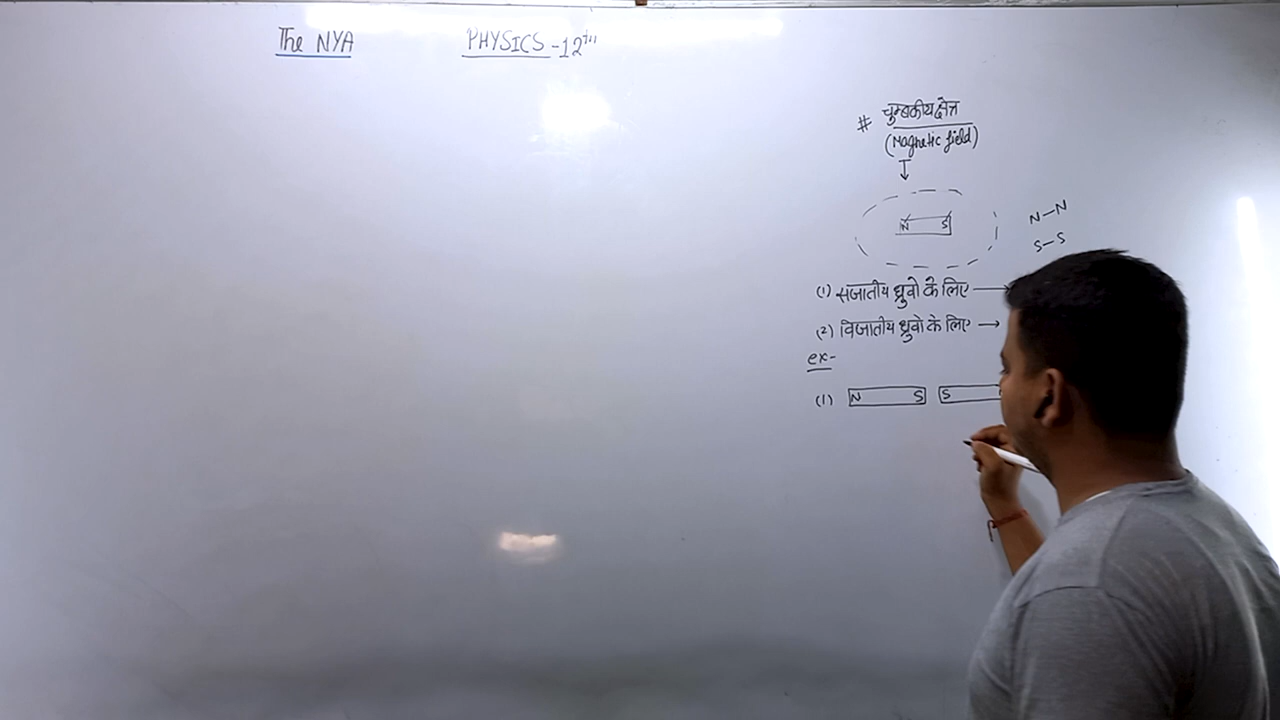 The NYA PHYSICS-12th
# चुम्बकीय क्षेत्र
(Magnetic field)
N S
N-N
S-S
(1) सजातीय ध्रुवो के लिए →
(2) विजातीय ध्रुवो के लिए →
ex-
(1) N S S